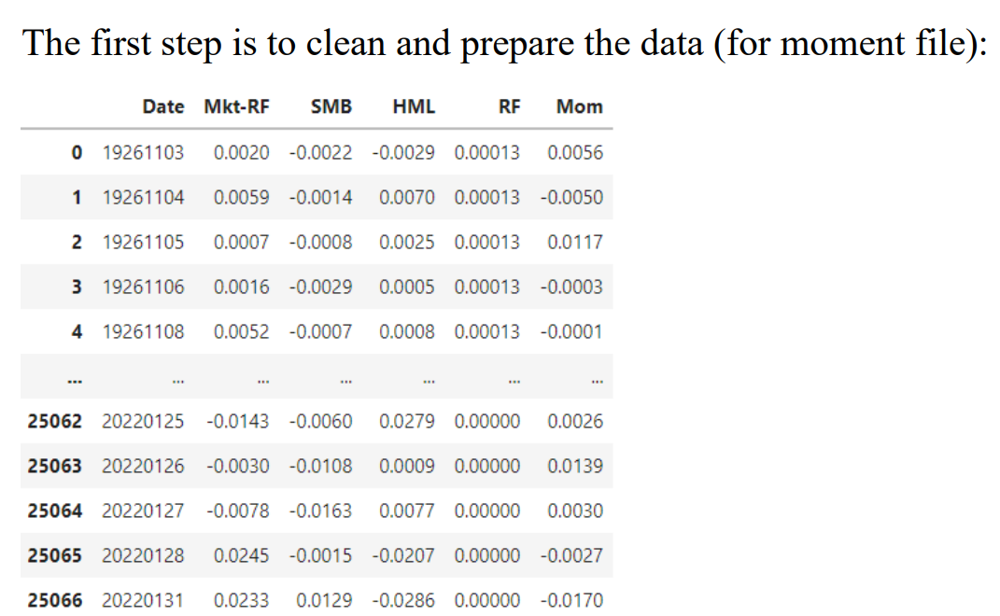 The first step is to clean and prepare the data (for moment file):
Date Mkt-RF SMB HML RF Mom
0 19261103 0.0020 -0.0022 -0.0029 0.00013 0.0056
1 19261104 0.0059 -0.0014 0.0070 0.00013 -0.0050
2 19261105 0.0007 -0.0008 0.0025 0.00013 0.0117
3 19261106 0.0016 -0.0029 0.0005 0.00013 -0.0003
4 19261108 0.0052 -0.0007 0.0008 0.00013 -0.0001
... ... ... ... ... ... ...
25062 20220125 -0.0143 -0.0060 0.0279 0.00000 0.0026
25063 20220126 -0.0030 -0.0108 0.0009 0.00000 0.0139
25064 20220127 -0.0078 -0.0163 0.0077 0.00000 0.0030
25065 20220128 0.0245 -0.0015 -0.0207 0.00000 -0.0027
25066 20220131 0.0233 0.0129 -0.0286 0.00000 -0.0170